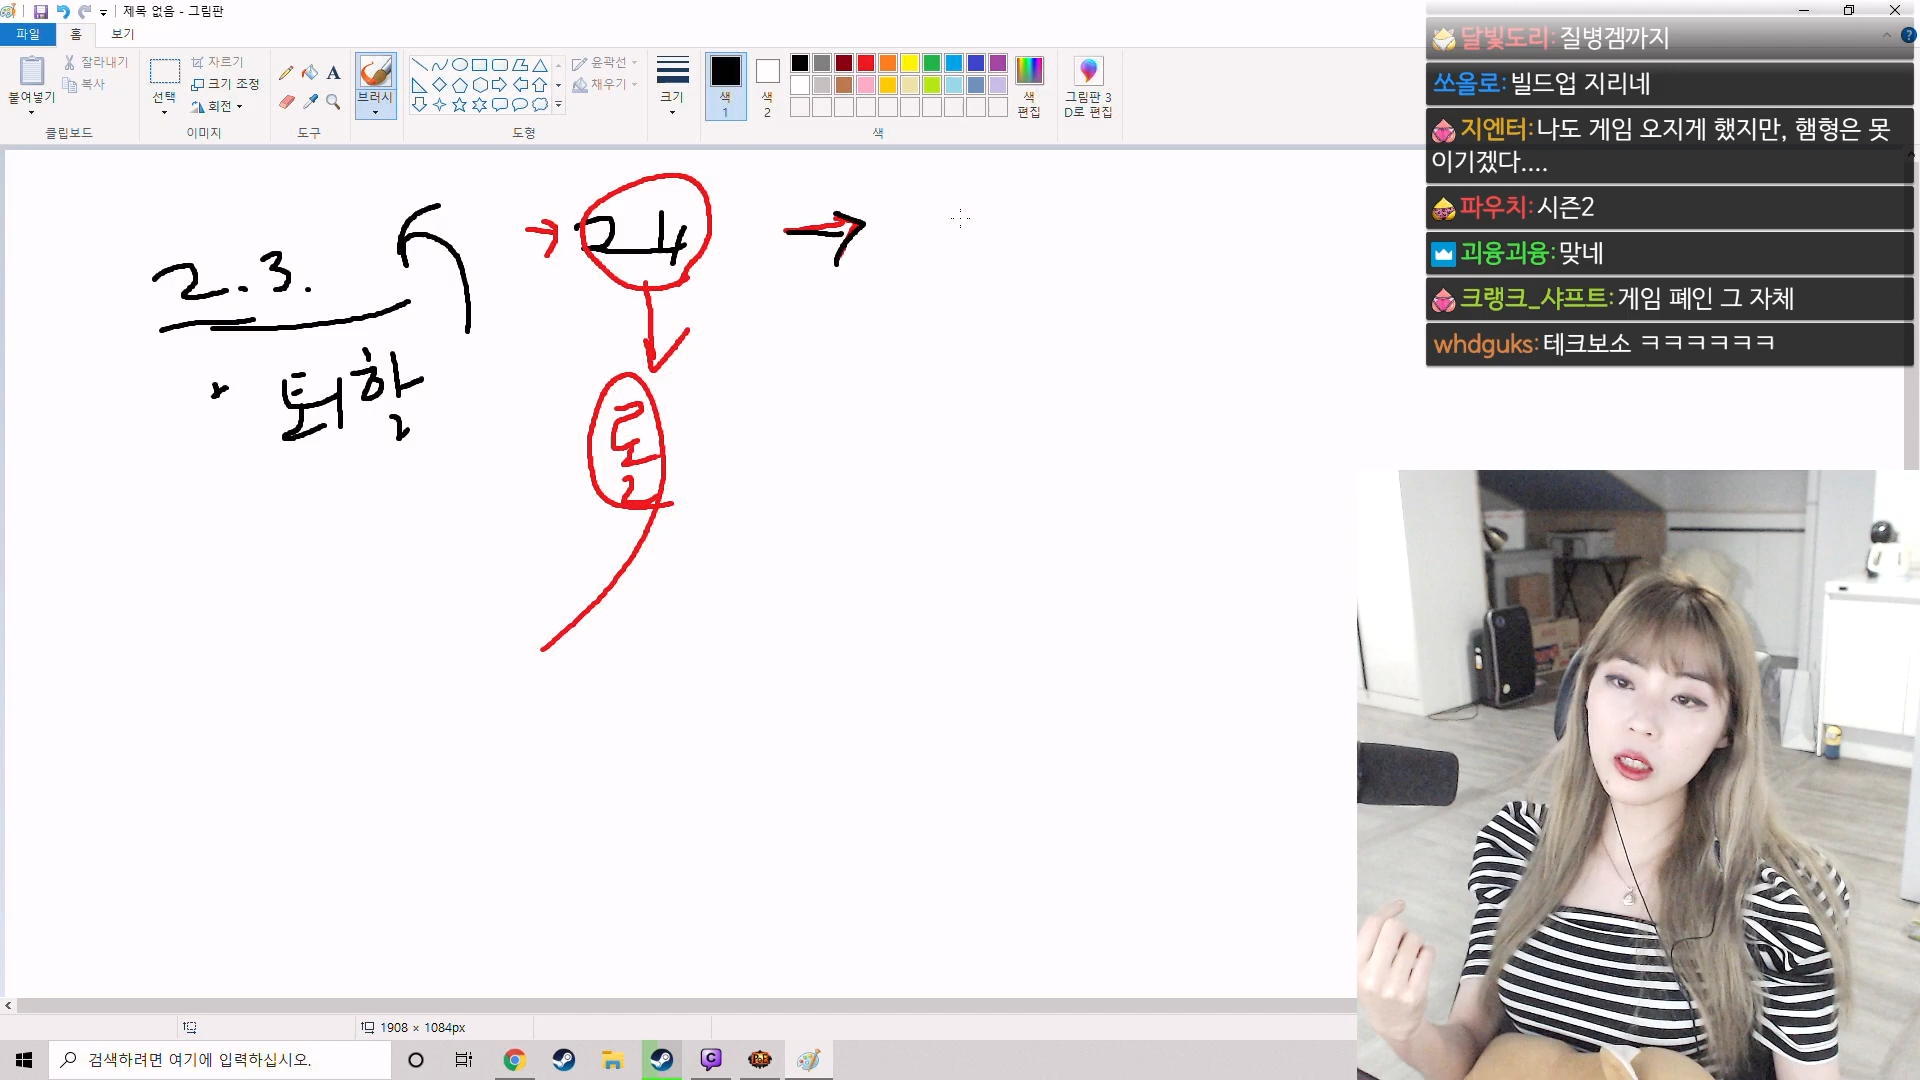 제목 없음 - 그림판
파일 홈 보기
붙여넣기
잘라내기
복사
클립보드
선택
자르기
크기 조정
회전
이미지
A
도구
브러시
윤곽선
채우기
도형
크기
색
1
색
2
색
편집
색
그림판 3
D로 편집
달빛도리: 질병겜까지
쏘올로: 빌드업 지리네
지엔터: 나도 게임 오지게 했지만, 햄형은 못
이기겠다....
파우치: 시즌2
괴융괴융: 맞네
크랭크_샤프트: 게임 폐인 그 자체
whdguks: 테크보소 ㅋㅋㅋㅋㅋㅋ
24
2.3.
퇴학
롤
2
1908 × 1084px
검색하려면 여기에 입력하십시오.